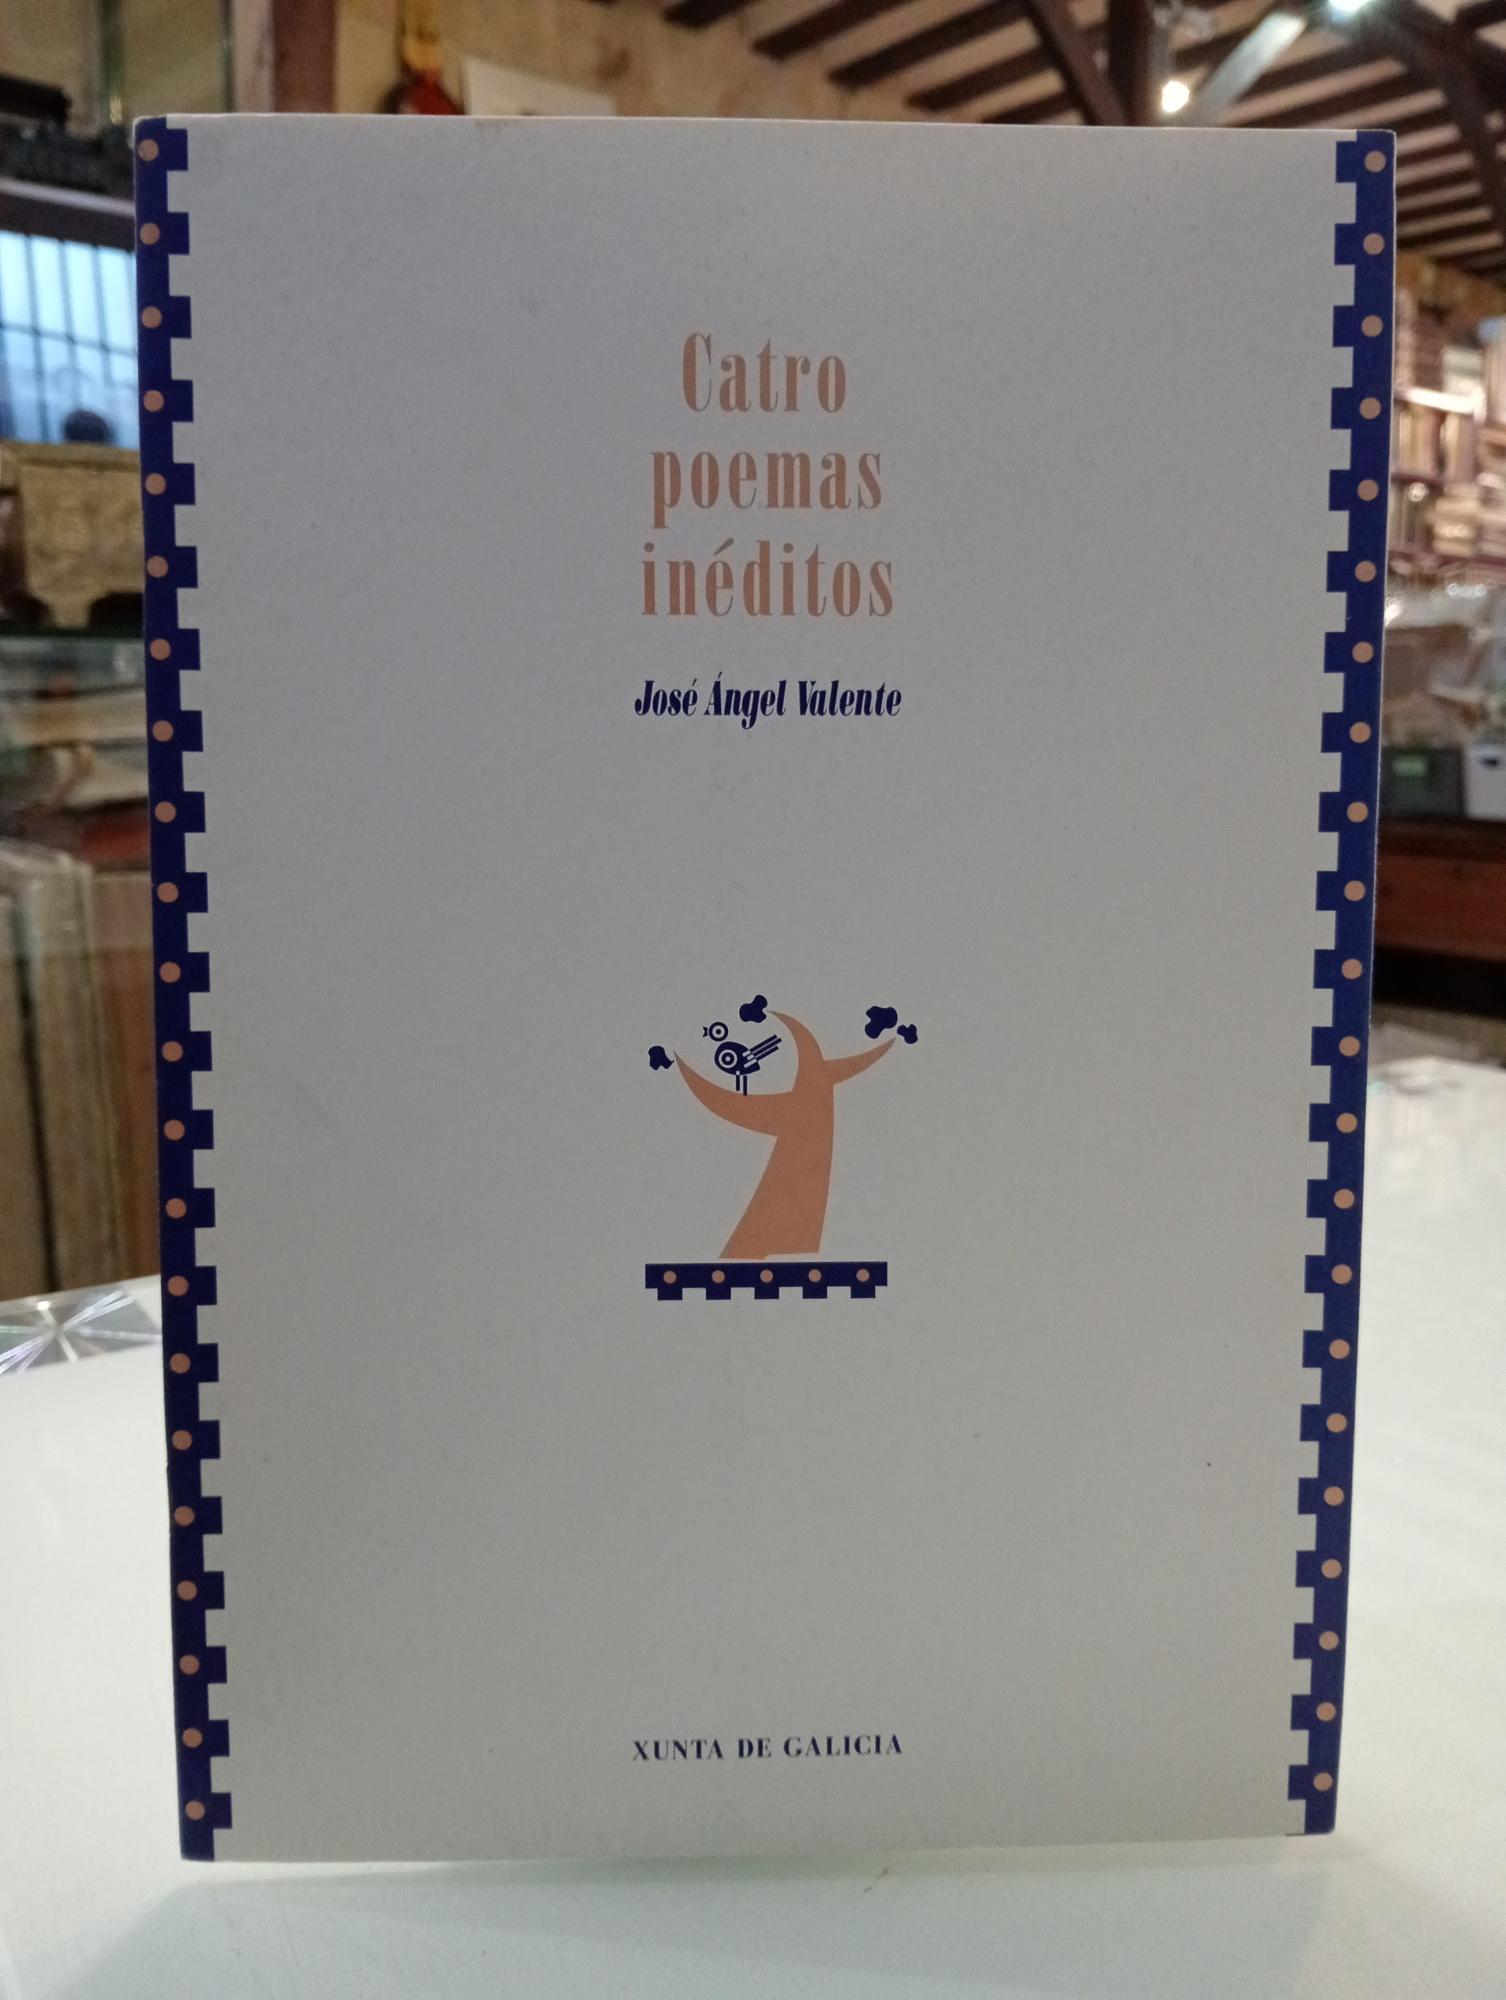 Catro
poemas
inéditos
José Ángel Valente
XUNTA DE GALICIA